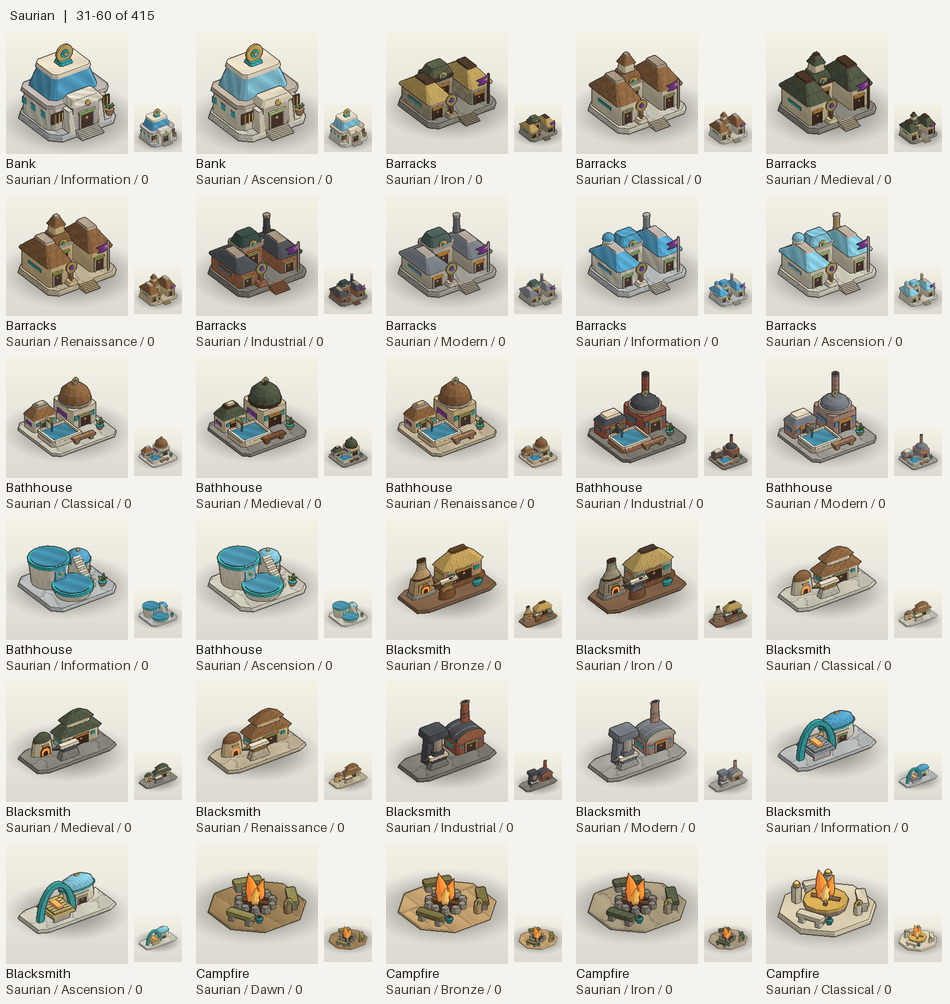 Saurian | 31-60 of 415
Bank
Saurian / Information / 0
Bank
Saurian / Ascension / 0
Barracks
Saurian / Iron / 0
Barracks
Saurian / Classical / 0
Barracks
Saurian / Medieval / 0
Barracks
Saurian / Renaissance / 0
Barracks
Saurian / Industrial / 0
Barracks
Saurian / Modern / 0
Barracks
Saurian / Information / 0
Barracks
Saurian / Ascension / 0
Bathhouse
Saurian / Classical / 0
Bathhouse
Saurian / Medieval / 0
Bathhouse
Saurian / Renaissance / 0
Bathhouse
Saurian / Industrial / 0
Bathhouse
Saurian / Modern / 0
Bathhouse
Saurian / Information / 0
Bathhouse
Saurian / Ascension / 0
Blacksmith
Saurian / Bronze / 0
Blacksmith
Saurian / Iron / 0
Blacksmith
Saurian / Classical / 0
Blacksmith
Saurian / Medieval / 0
Blacksmith
Saurian / Renaissance / 0
Blacksmith
Saurian / Industrial / 0
Blacksmith
Saurian / Modern / 0
Blacksmith
Saurian / Information / 0
Blacksmith
Saurian / Ascension / 0
Campfire
Saurian / Dawn / 0
Campfire
Saurian / Bronze / 0
Campfire
Saurian / Iron / 0
Campfire
Saurian / Classical / 0